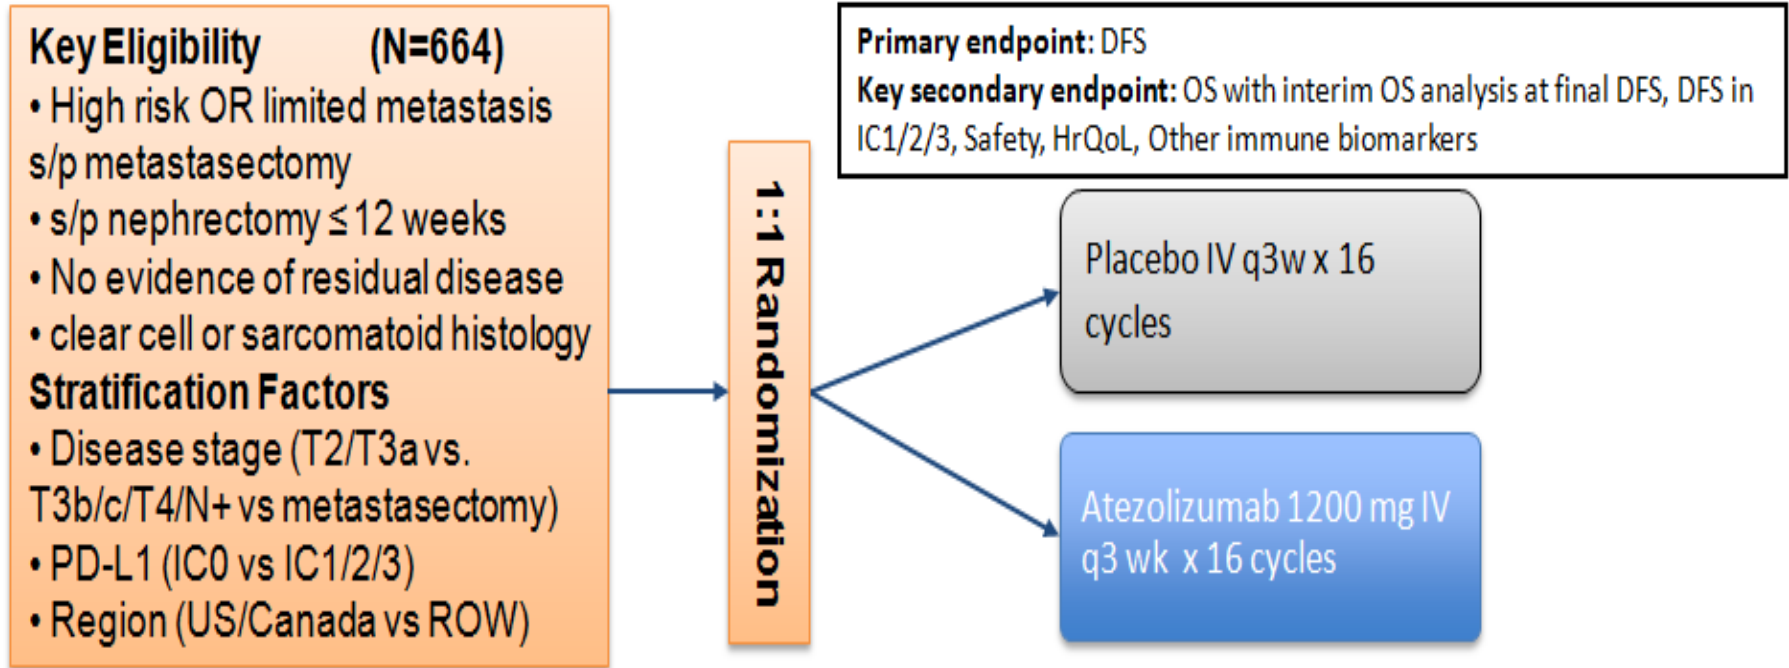 Key Eligibility (N=664)
• High risk OR limited metastasis
s/p metastasectomy
• s/p nephrectomy ≤ 12 weeks
• No evidence of residual disease
• clear cell or sarcomatoid histology
Stratification Factors
• Disease stage (T2/T3a vs.
T3b/c/T4/N+ vs metastasectomy)
• PD-L1 (IC0 vs IC1/2/3)
• Region (US/Canada vs ROW)
1:1 Randomization
Primary endpoint: DFS
Key secondary endpoint: OS with interim OS analysis at final DFS, DFS in
IC1/2/3, Safety, HrQoL, Other immune biomarkers
Placebo IV q3w x 16
cycles
Atezolizumab 1200 mg IV
q3 wk x 16 cycles